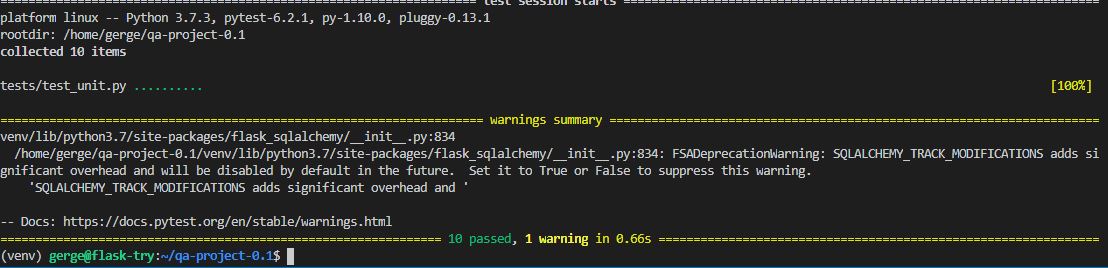 ============================================================ test session starts ============================================================
platform linux -- Python 3.7.3, pytest-6.2.1, py-1.10.0, pluggy-0.13.1
rootdir: /home/gerge/qa-project-0.1
collected 10 items
tests/test_unit.py .......... [100%]
============================================================= warnings summary =============================================================
venv/lib/python3.7/site-packages/flask_sqlalchemy/__init__.py:834
/home/gerge/qa-project-0.1/venv/lib/python3.7/site-packages/flask_sqlalchemy/__init__.py:834: FSADeprecationWarning: SQLALCHEMY_TRACK_MODIFICATIONS adds si
gnificant overhead and will be disabled by default in the future.  Set it to True or False to suppress this warning.
'SQLALCHEMY_TRACK_MODIFICATIONS adds significant overhead and '
-- Docs: https://docs.pytest.org/en/stable/warnings.html
======================================================= 10 passed, 1 warning in 0.66s =======================================================
(venv) gerge@flask-try:~/qa-project-0.1$